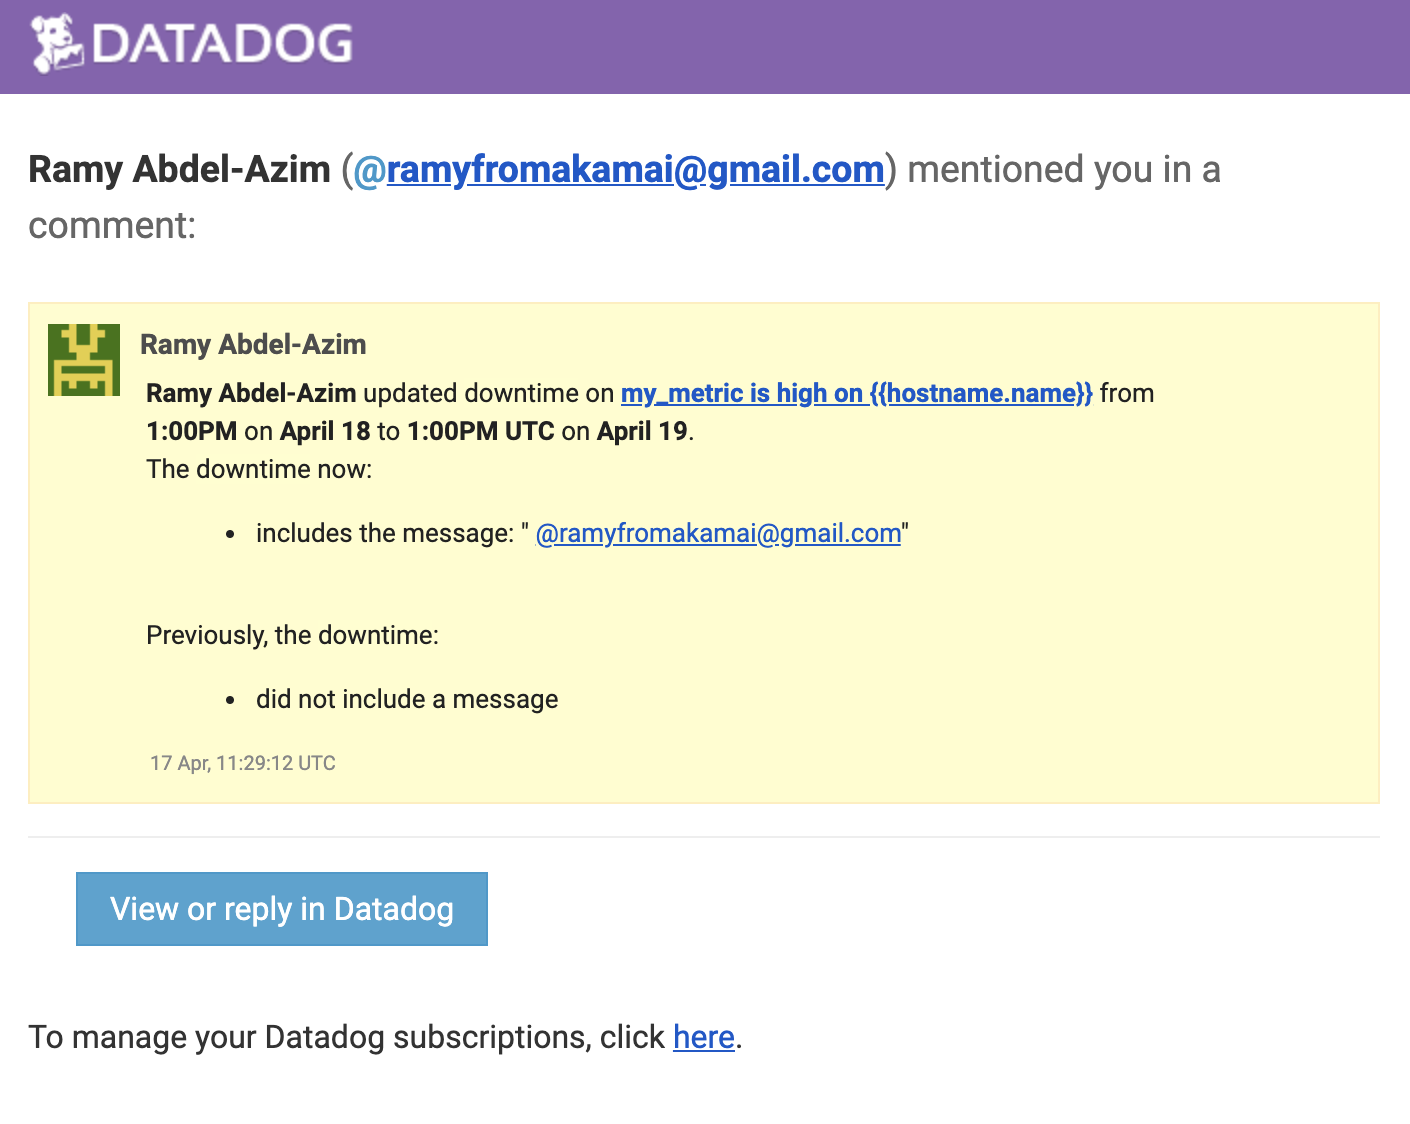 DATADOG
Ramy Abdel-Azim (@ramyfromakamai@gmail.com) mentioned you in a
comment:
Ramy Abdel-Azim
Ramy Abdel-Azim updated downtime on my_metric is high on {{hostname.name}} from
1:00PM on April 18 to 1:00PM UTC on April 19.
The downtime now:
• includes the message: " @ramyfromakamai@gmail.com"
Previously, the downtime:
• did not include a message
17 Apr, 11:29:12 UTC
View or reply in Datadog
To manage your Datadog subscriptions, click here.